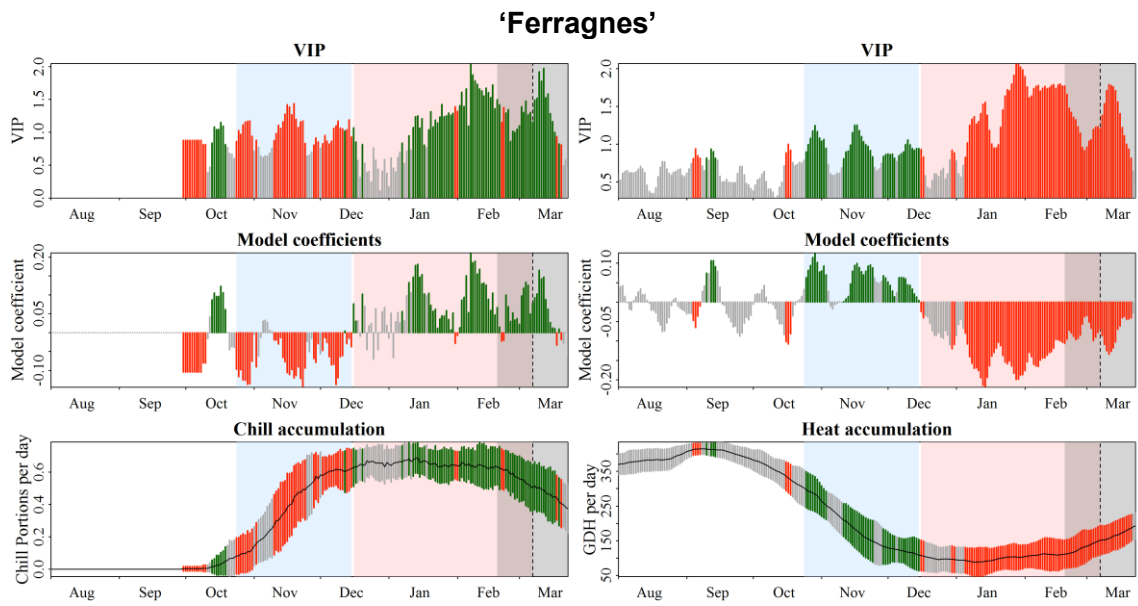 ‘Ferragnes’
VIP
VIP
0.0 0.5 1.0 1.5 2.0
VIP
Aug Sep Oct Nov Dec Jan Feb Mar
VIP
0.5 1.0 1.5 2.0
Aug Sep Oct Nov Dec Jan Feb Mar
Model coefficients
Model coefficients
Model coefficient
-0.10 0.05 0.20
Aug Sep Oct Nov Dec Jan Feb Mar
Model coefficient
-0.20 -0.05 0.10
Aug Sep Oct Nov Dec Jan Feb Mar
Chill accumulation
Heat accumulation
Chill Portions per day
0.0 0.2 0.4 0.6
Aug Sep Oct Nov Dec Jan Feb Mar
GDH per day
50 150 250 350
Aug Sep Oct Nov Dec Jan Feb Mar